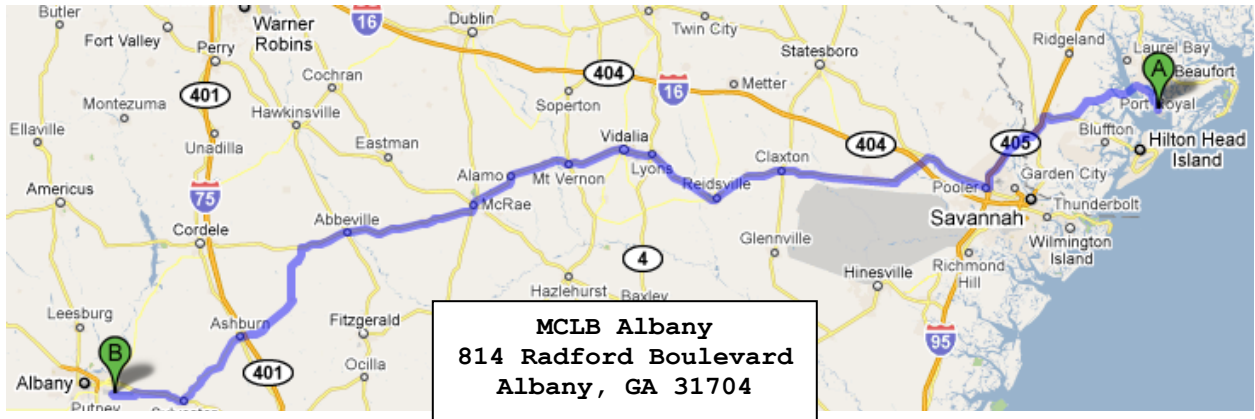 Butler
Fort Valley
Warner
Robins
16
Dublin
Twin City
Ridgeland
Laurel Bay
A
Beaufort
Perry
Cochran
404
Statesboro
401
Soperton
16
Metter
Port Royal
Montezuma
Hawkinsville
Bluffton
Hilton Head
Island
Ellaville
Unadilla
Eastman
Vidalia
404
405
Claxton
Lyons
Alamo
Mt Vernon
Reidsville
Pooler
Garden City
Americus
75
McRae
Savannah
Thunderbolt
Abbeville
Cordele
Glennville
Wilmington
Island
4
Richmond
Hill
Hinesville
Hazlehurst
Baxley
Leesburg
Ashburn
Fitzgerald
95
B
401
Ocilla
Albany
Putney
MCLB Albany
814 Radford Boulevard
Albany, GA 31704